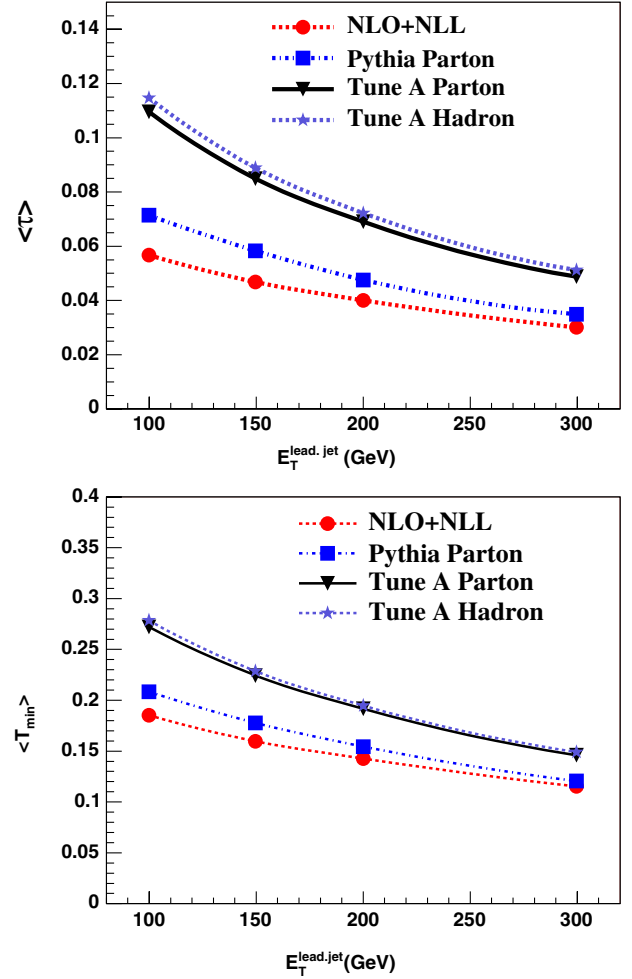 NLO+NLL
Pythia Parton
Tune A Parton
Tune A Hadron
0.14
0.12
0.1
0.08
0.06
0.04
0.02
0
<τ>
100 150 200 250 300
E_T^lead. jet (GeV)
NLO+NLL
Pythia Parton
Tune A Parton
Tune A Hadron
0.4
0.35
0.3
0.25
0.2
0.15
0.1
0.05
0
<T_min>
100 150 200 250 300
E_T^lead.jet(GeV)